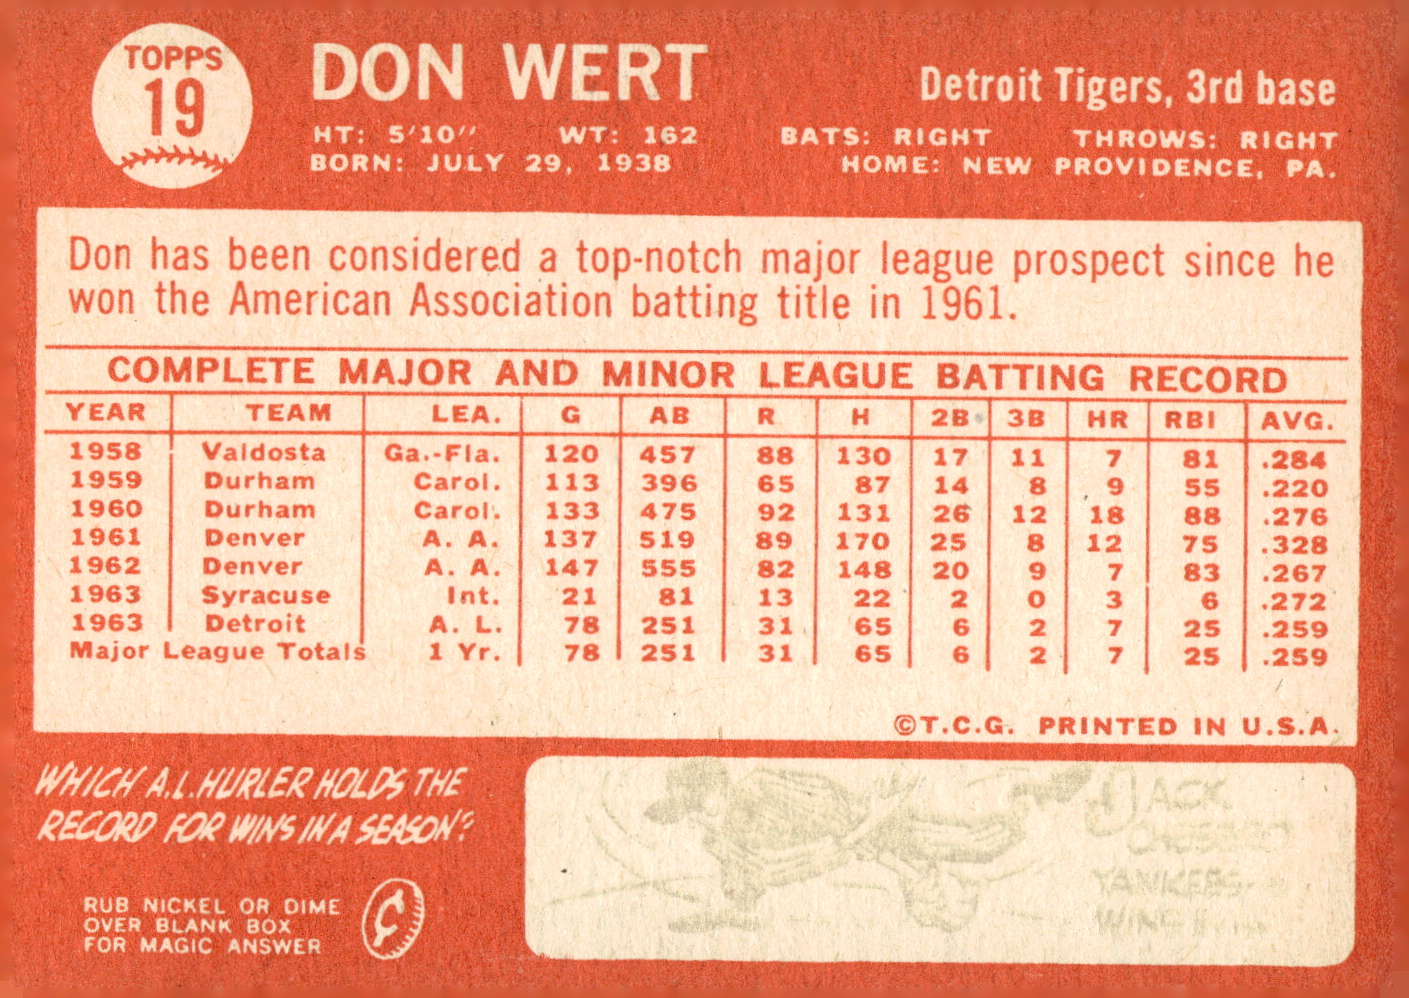 TOPPS
19
DON WERT
HT: 5'10" WT: 162
BORN: JULY 29, 1938
Detroit Tigers, 3rd base
BATS: RIGHT THROWS: RIGHT
HOME: NEW PROVIDENCE, PA.
Don has been considered a top-notch major league prospect since he
won the American Association batting title in 1961.
COMPLETE MAJOR AND MINOR LEAGUE BATTING RECORD
YEAR TEAM LEA. G AB R H 2B 3B HR RBI AVG.
1958 Valdosta Ga.-Fla. 120 457 88 130 17 11 7 81 .284
1959 Durham Carol. 113 396 65 87 14 8 9 55 .220
1960 Durham Carol. 133 475 92 131 26 12 18 88 .276
1961 Denver A. A. 137 519 89 170 25 8 12 75 .328
1962 Denver A. A. 147 555 82 148 20 9 7 83 .267
1963 Syracuse Int. 21 81 13 22 2 0 3 6 .272
1963 Detroit A. L. 78 251 31 65 6 2 7 25 .259
Major League Totals 1 Yr. 78 251 31 65 6 2 7 25 .259
©T.C.G. PRINTED IN U.S.A.
WHICH A.L. HURLER HOLDS THE
RECORD FOR WINS IN A SEASON?
RUB NICKEL OR DIME
OVER BLANK BOX
FOR MAGIC ANSWER
JACK
CHESBRO
YANKEES